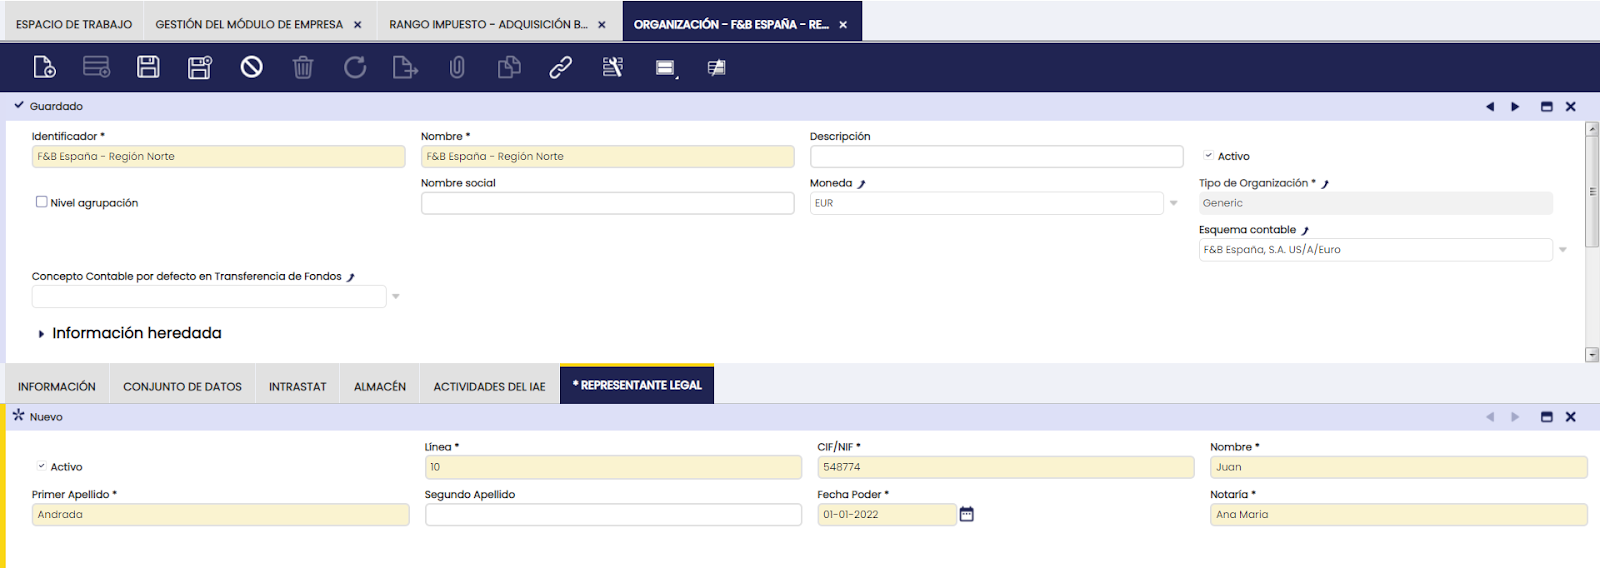 ESPACIO DE TRABAJO GESTIÓN DEL MÓDULO DE EMPRESA × RANGO IMPUESTO - ADQUISICIÓN B... × ORGANIZACIÓN - F&B ESPAÑA - RE... ×
Guardado
Identificador * Nombre * Descripción
F&B España - Región Norte F&B España - Región Norte Activo
Nombre social Moneda Tipo de Organización *
Nivel agrupación EUR Generic
Esquema contable
F&B España, S.A. US/A/Euro
Concepto Contable por defecto en Transferencia de Fondos
Información heredada
INFORMACIÓN CONJUNTO DE DATOS INTRASTAT ALMACÉN ACTIVIDADES DEL IAE * REPRESENTANTE LEGAL
Nuevo
Línea * CIF/NIF * Nombre *
Activo 10 548774 Juan
Primer Apellido * Segundo Apellido Fecha Poder * Notaría *
Andrada 01-01-2022 Ana Maria